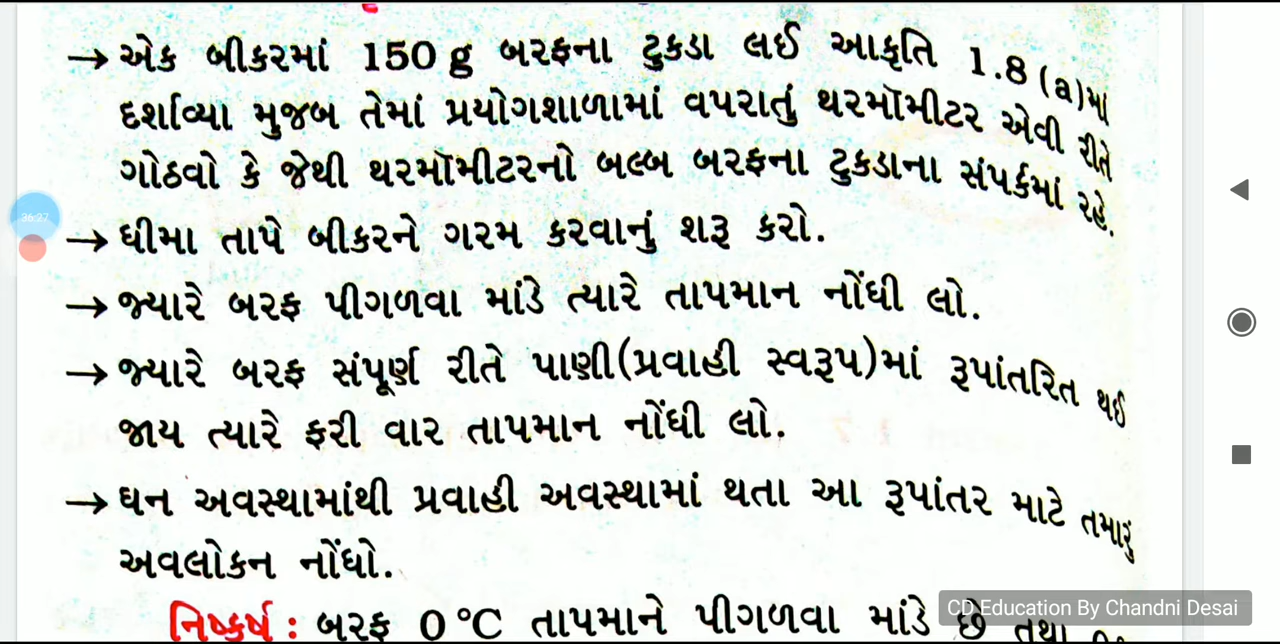 → એક બીકરમાં 150 g બરફના ટુકડા લઈ આકૃતિ 1.8 (a)માં
દર્શાવ્યા મુજબ તેમાં પ્રયોગશાળામાં વપરાતું થરમૉમીટર એવી રીતે
ગોઠવો કે જેથી થરમૉમીટરનો બલ્બ બરફના ટુકડાના સંપર્કમાં રહે.
36:27
→ ધીમા તાપે બીકરને ગરમ કરવાનું શરૂ કરો.
→ જ્યારે બરફ પીગળવા માંડે ત્યારે તાપમાન નોંધી લો.
→ જ્યારે બરફ સંપૂર્ણ રીતે પાણી(પ્રવાહી સ્વરૂપ)માં રૂપાંતરિત થઈ
જાય ત્યારે ફરી વાર તાપમાન નોંધી લો.
→ ઘન અવસ્થામાંથી પ્રવાહી અવસ્થામાં થતા આ રૂપાંતર માટે તમારું
અવલોકન નોંધો.
નિષ્કર્ષ : બરફ 0 °C તાપમાને પીગળવા માંડે છે તથા
CD Education By Chandni Desai